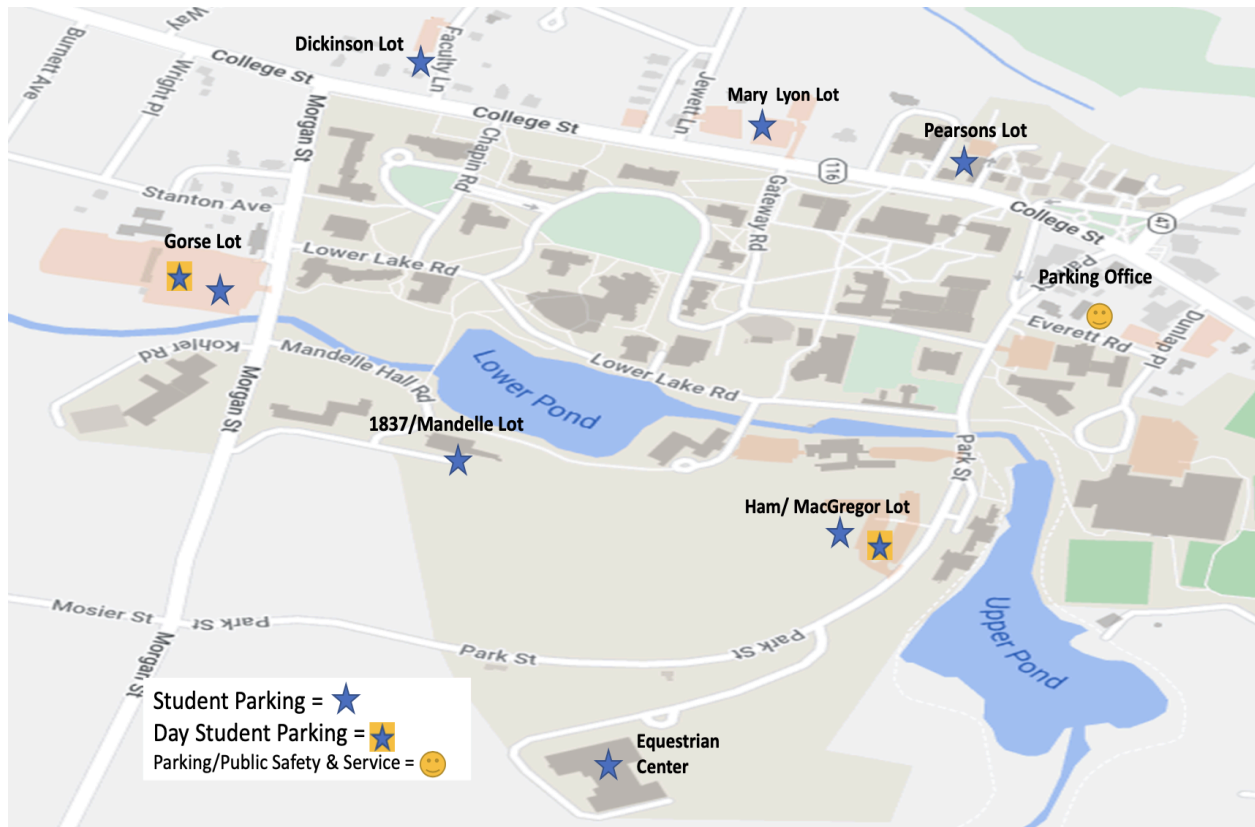 Way
Burnett Ave
Wright Pl
Dickinson Lot
Faculty Ln
College St
Morgan St
College St
Jewett Ln
Mary Lyon Lot
Pearsons Lot
Chapin Rd
116
Gateway Rd
College St
47
Stanton Ave
Gorse Lot
Lower Lake Rd
Parking Office
Everett Rd
Dunlap Pl
Kohler Rd
Mandelle Hall Rd
Morgan St
Lower Pond
Lower Lake Rd
1837/Mandelle Lot
Park St
Ham/ MacGregor Lot
Mosier St
Park St
Park St
Park St
Morgan St
Upper Pond
Student Parking =
Day Student Parking =
Parking/Public Safety & Service =
Equestrian
Center